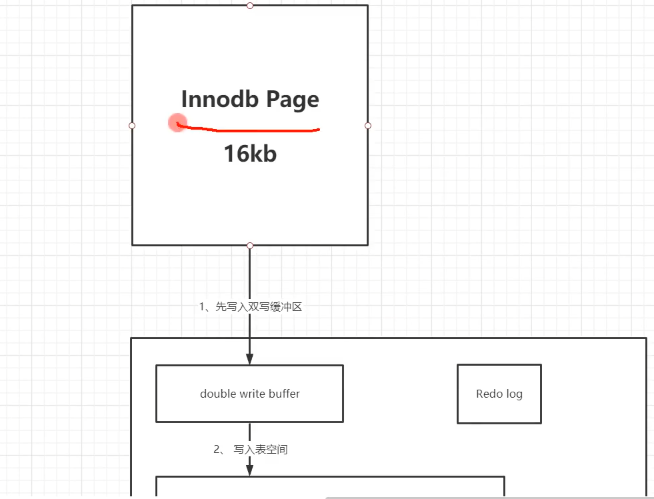 Innodb Page
16kb
1、先写入双写缓冲区
double write buffer
Redo log
2、 写入表空间